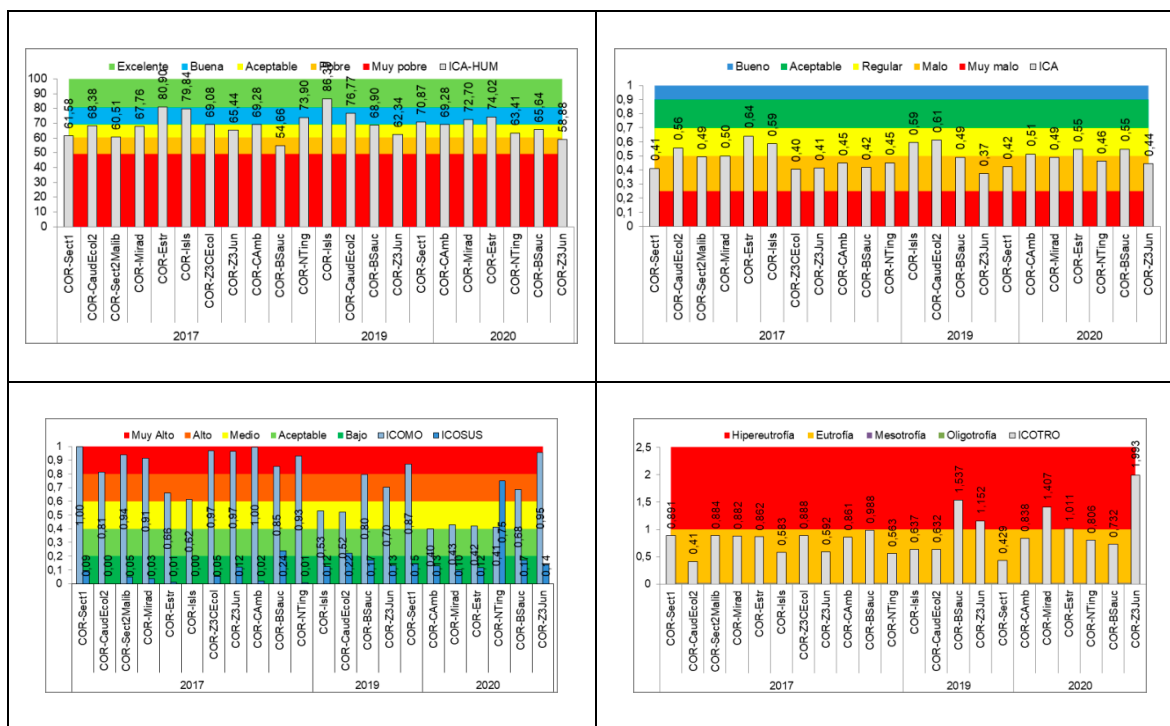 Excelente Buena Aceptable Pobre Muy pobre ICA-HUM
100
90
80
70
60
50
40
30
20
10
0
61,58
68,38
60,51
67,76
80,90
79,84
69,08
65,44
69,28
54,66
73,90
76,77
68,90
62,34
70,87
69,28
72,70
74,02
63,41
65,64
58,88
COR-Sect1
COR-CaudEcol2
COR-Sect2Malib
COR-Mirad
COR-Estr
COR-IsIs
COR-Z3CEcol
COR-Z3Jun
COR-CAmb
COR-BSauc
COR-NTing
COR-IsIs
COR-CaudEcol2
COR-BSauc
COR-Z3Jun
COR-Sect1
COR-CAmb
COR-Mirad
COR-Estr
COR-NTing
COR-BSauc
COR-Z3Jun
2017 2019 2020
Bueno Aceptable Regular Malo Muy malo ICA
1
0,9
0,8
0,7
0,6
0,5
0,4
0,3
0,2
0,1
0
0,41
0,56
0,49
0,50
0,64
0,59
0,40
0,41
0,45
0,42
0,45
0,59
0,61
0,49
0,37
0,42
0,51
0,49
0,55
0,46
0,55
0,44
COR-Sect1
COR-CaudEcol2
COR-Sect2Malib
COR-Mirad
COR-Estr
COR-IsIs
COR-Z3CEcol
COR-Z3Jun
COR-CAmb
COR-BSauc
COR-NTing
COR-IsIs
COR-CaudEcol2
COR-BSauc
COR-Z3Jun
COR-Sect1
COR-CAmb
COR-Mirad
COR-Estr
COR-NTing
COR-BSauc
COR-Z3Jun
2017 2019 2020
Muy Alto Alto Medio Aceptable Bajo ICOMO ICOSUS
1
0,9
0,8
0,7
0,6
0,5
0,4
0,3
0,2
0,1
0
1,00
0,09
0,81
0,00
0,94
0,05
0,91
0,03
0,66
0,01
0,62
0,00
0,97
0,05
0,97
0,12
1,00
0,02
0,85
0,24
0,93
0,01
0,53
0,12
0,52
0,22
0,80
0,17
0,70
0,13
0,87
0,15
0,40
0,13
0,43
0,10
0,42
0,12
0,41
0,75
0,68
0,17
0,95
0,14
COR-Sect1
COR-CaudEcol2
COR-Sect2Malib
COR-Mirad
COR-Estr
COR-IsIs
COR-Z3CEcol
COR-Z3Jun
COR-CAmb
COR-BSauc
COR-NTing
COR-IsIs
COR-CaudEcol2
COR-BSauc
COR-Z3Jun
COR-Sect1
COR-CAmb
COR-Mirad
COR-Estr
COR-NTing
COR-BSauc
COR-Z3Jun
2017 2019 2020
Hipereutrofía Eutrofía Mesotrofía Oligotrofía ICOTRO
2,5
2
1,5
1
0,5
0
0,891
0,41
0,884
0,882
0,862
0,583
0,888
0,592
0,861
0,988
0,563
0,637
0,632
1,537
1,152
0,429
0,838
1,407
1,011
0,806
0,732
1,993
COR-Sect1
COR-CaudEcol2
COR-Sect2Malib
COR-Mirad
COR-Estr
COR-IsIs
COR-Z3CEcol
COR-Z3Jun
COR-CAmb
COR-BSauc
COR-NTing
COR-IsIs
COR-CaudEcol2
COR-BSauc
COR-Z3Jun
COR-Sect1
COR-CAmb
COR-Mirad
COR-Estr
COR-NTing
COR-BSauc
COR-Z3Jun
2017 2019 2020